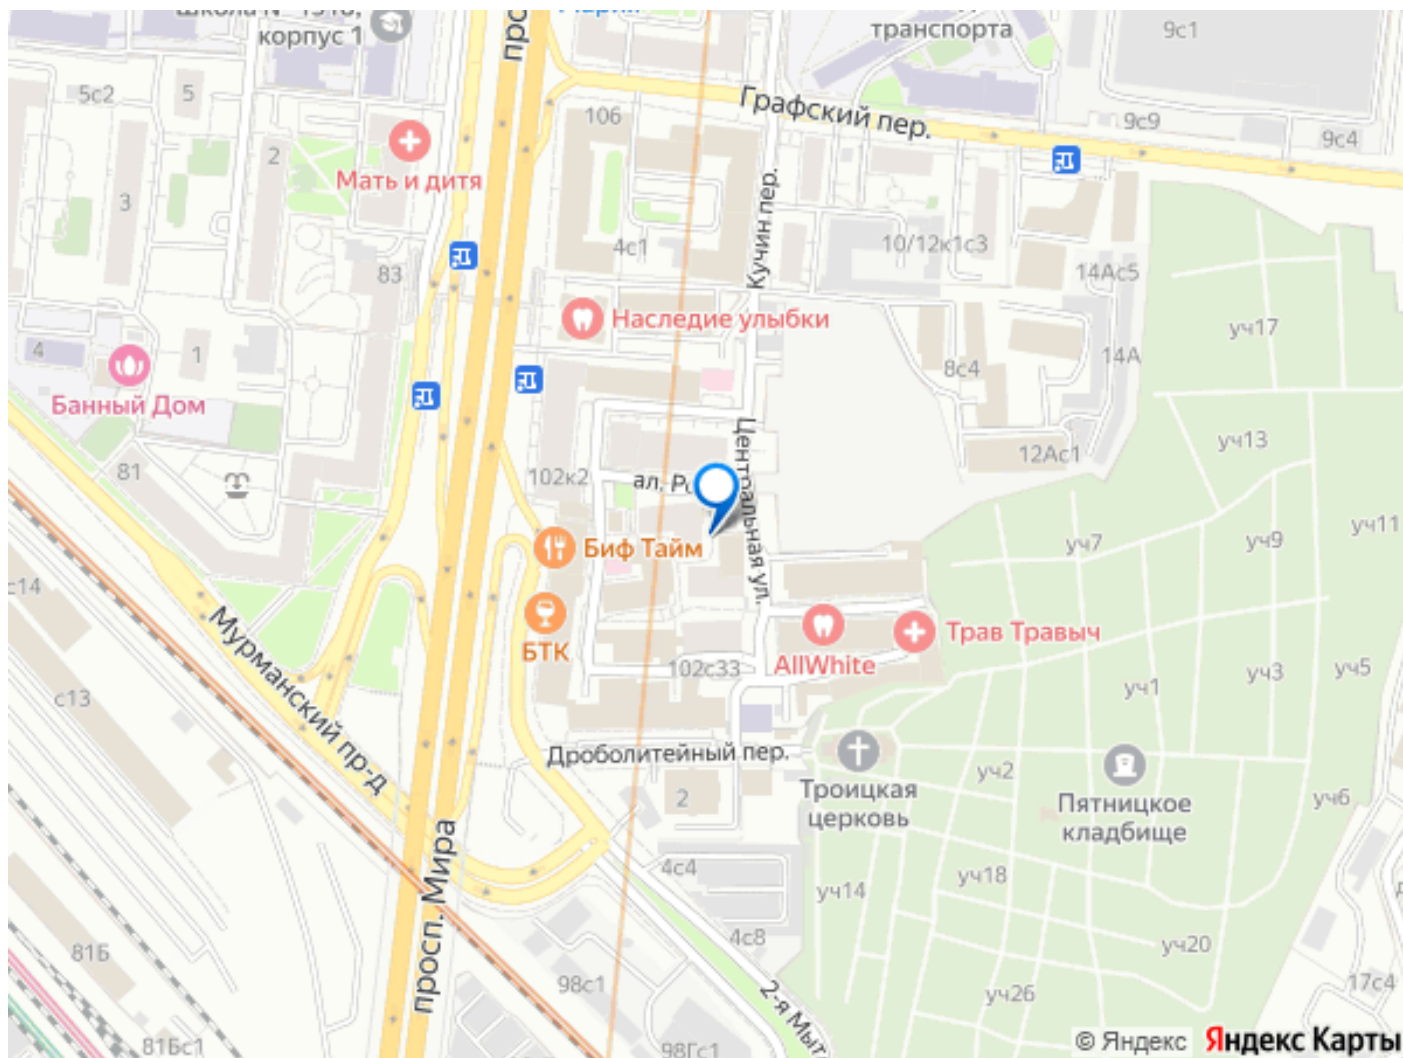 корпус 1
просп.
транспорта
9с1
5с2
5
106
Графский пер.
9с9
9с4
2
Мать и дитя
3
Кучин пер.
4с1
10/12к1с3
83
14Ас5
Наследие улыбки
уч17
4
1
14А
8с4
Банный Дом
Центральная ул.
уч13
12Ас1
81
102к2
ал.
уч11
Биф Тайм
уч7
уч9
с14
Мурманский пр-д
БТК
AllWhite
Трав Травыч
102с33
уч1
уч3
уч5
с13
Дроболитейный пер.
Троицкая
церковь
уч2
Пятницкое
кладбище
2
уч6
просп. Мира
4с4
уч14
уч18
81Б
4с8
уч20
98с1
2-я Мыт
уч26
17с4
81Бс1
98Гс1
© Яндекс Яндекс Карты